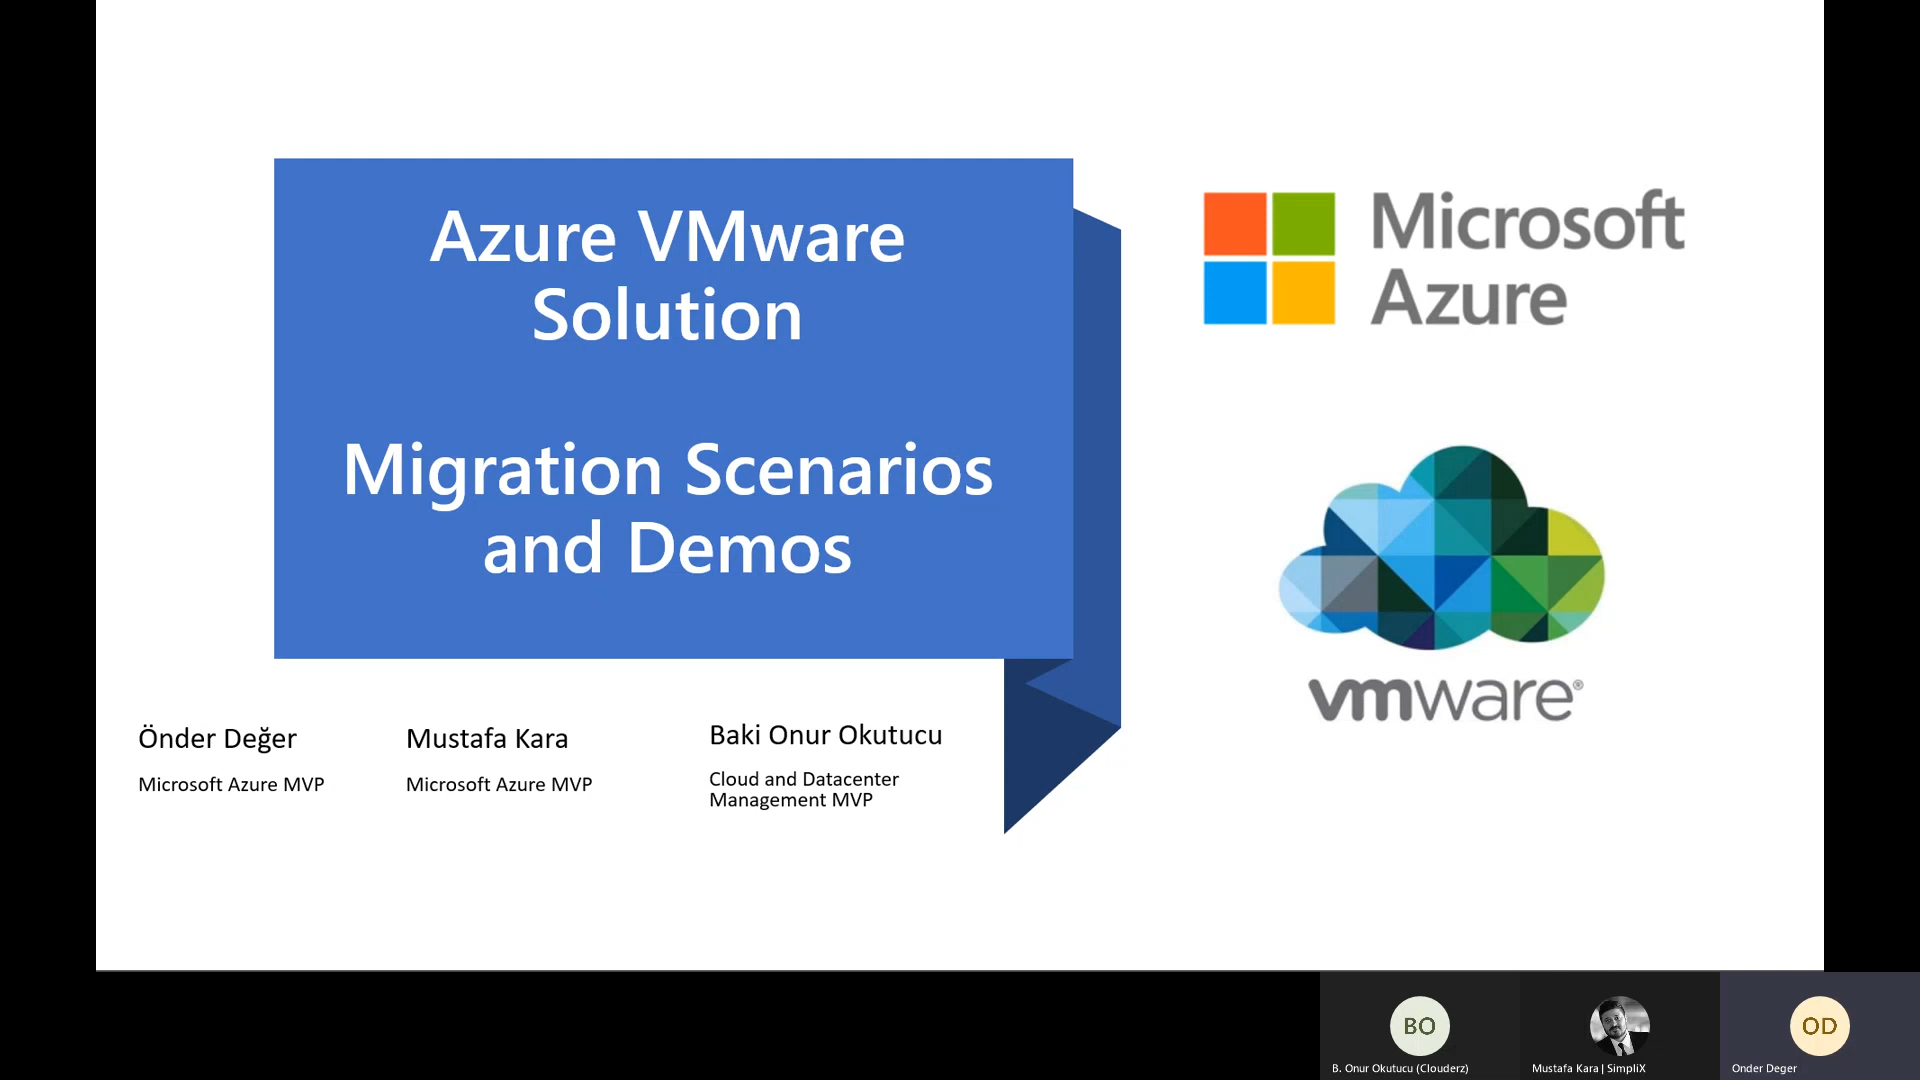 Azure VMware
Solution
Migration Scenarios
and Demos
Microsoft
Azure
vmware®
Önder Değer
Microsoft Azure MVP
Mustafa Kara
Microsoft Azure MVP
Baki Onur Okutucu
Cloud and Datacenter
Management MVP
BO
B. Onur Okutucu (Clouderz)
Mustafa Kara | SimpliX
OD
Onder Deger